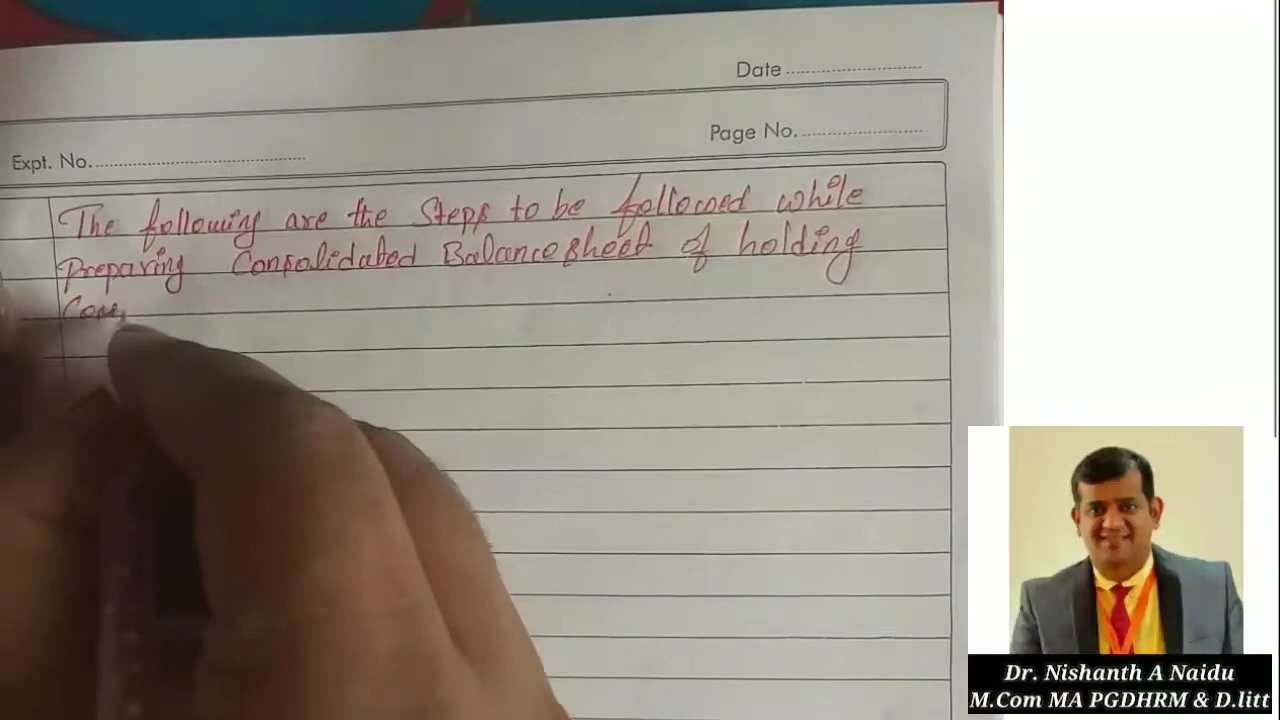 Date
Page No.
Expt. No.
The following are the Steps to be followed while
Preparing Consolidated Balancesheet of holding
Dr. Nishanth A Naidu
M.Com MA PGDHRM & D.litt